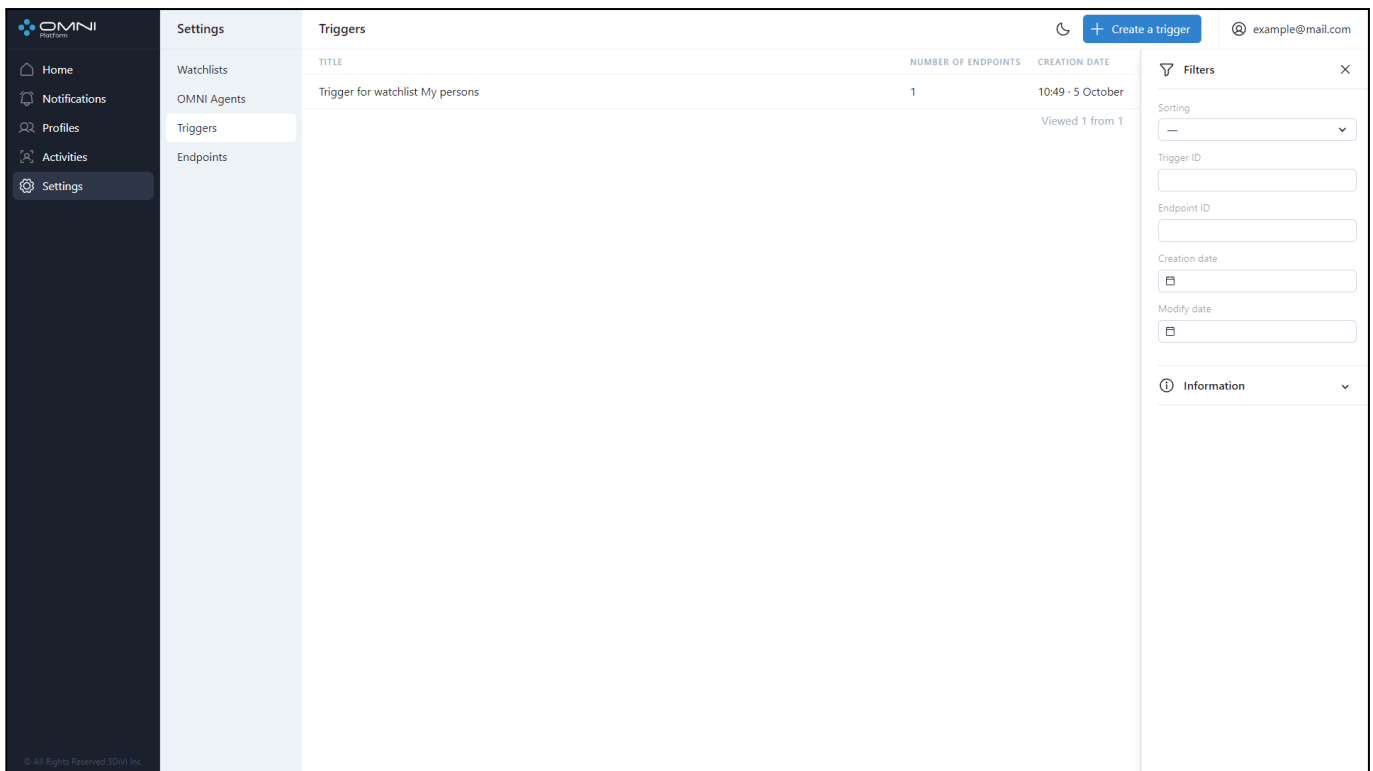 OMNI
Platform
Home
Notifications
Profiles
Activities
Settings
© All Rights Reserved 3DiVi Inc.
Settings
Watchlists
OMNI Agents
Triggers
Endpoints
Triggers
Create a trigger
example@mail.com
TITLE NUMBER OF ENDPOINTS CREATION DATE
Trigger for watchlist My persons 1 10:49 · 5 October
Viewed 1 from 1
Filters
Sorting
—
Trigger ID
Endpoint ID
Creation date
Modify date
Information